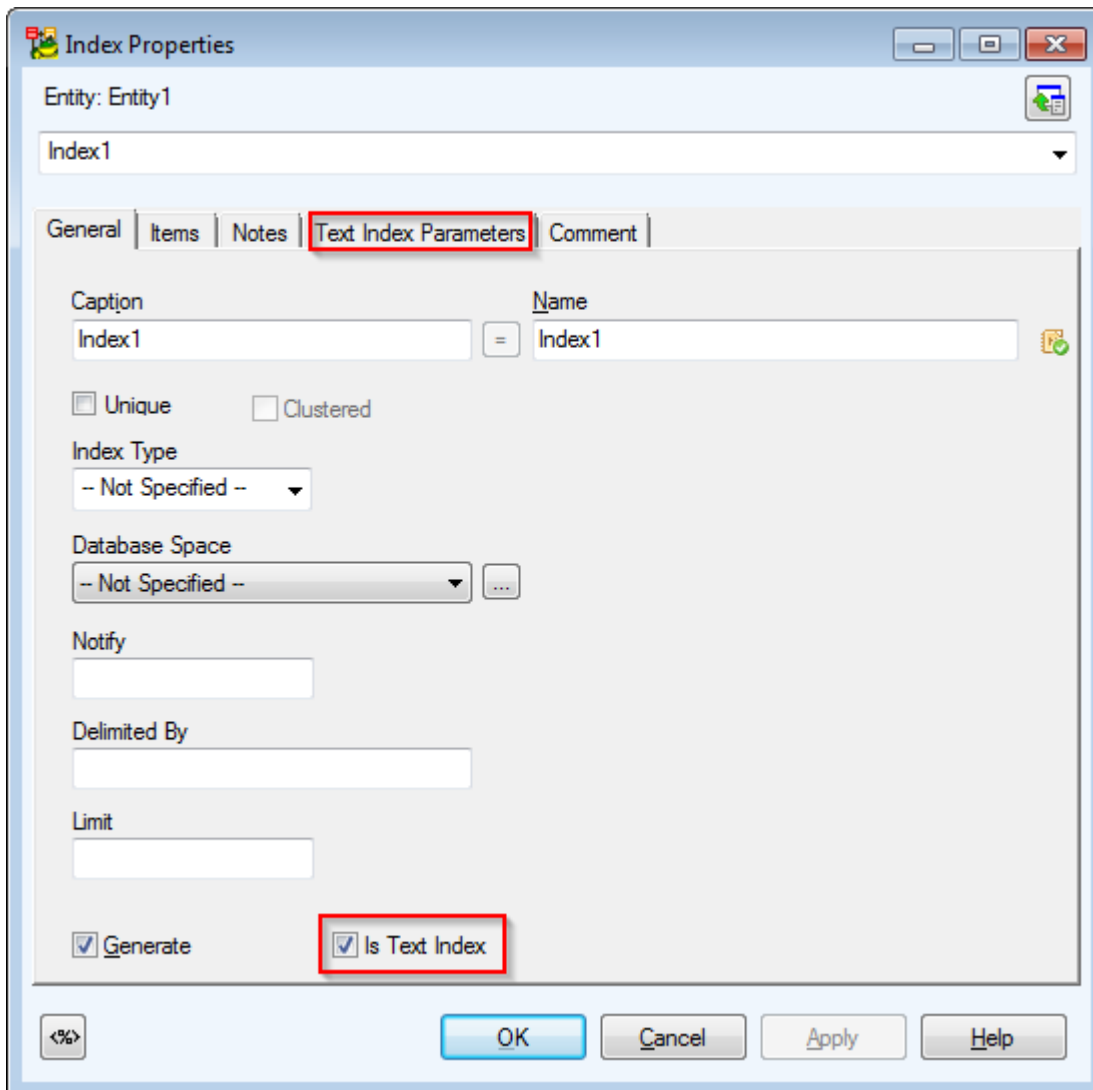 Index Properties
Entity: Entity1
Index1
General Items Notes Text Index Parameters Comment
Caption Name
Index1 = Index1
Unique Clustered
Index Type
-- Not Specified --
Database Space
-- Not Specified -- ...
Notify
Delimited By
Limit
Generate Is Text Index
<%> OK Cancel Apply Help